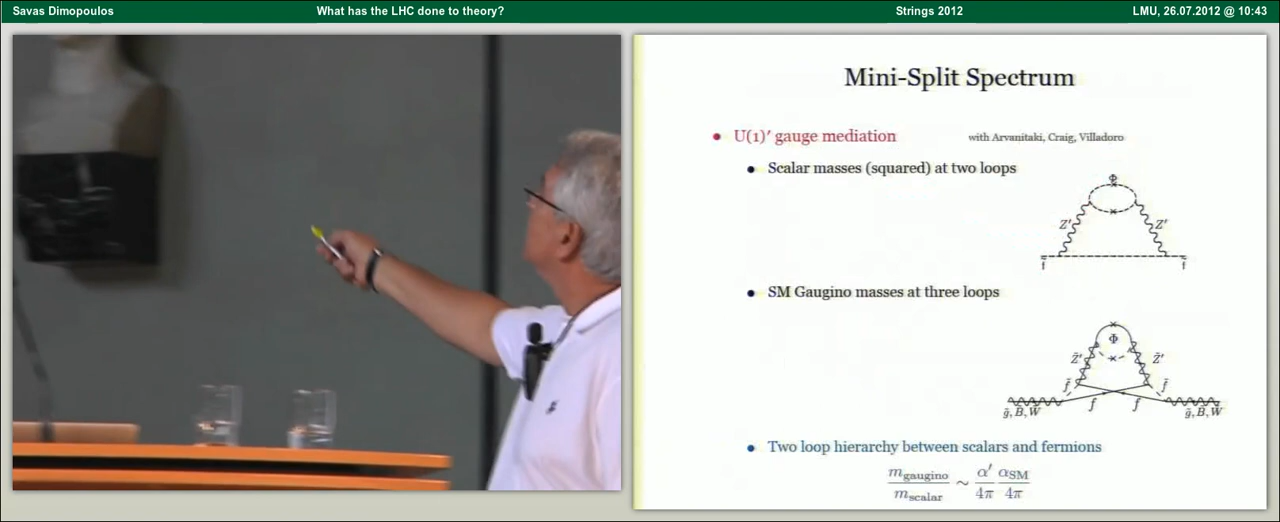 Savas Dimopoulos What has the LHC done to theory? Strings 2012 LMU, 26.07.2012 @ 10:43
Mini-Split Spectrum
• U(1)′ gauge mediation with Arvanitaki, Craig, Villadoro
• Scalar masses (squared) at two loops
Φ
Z′ Z′
f̃ f̃
• SM Gaugino masses at three loops
Φ
Z̃′ Z̃′
f̃ f̃
f f
g̃, B̃, W̃ g̃, B̃, W̃
• Two loop hierarchy between scalars and fermions
m_gaugino / m_scalar ~ α′/4π α_SM/4π